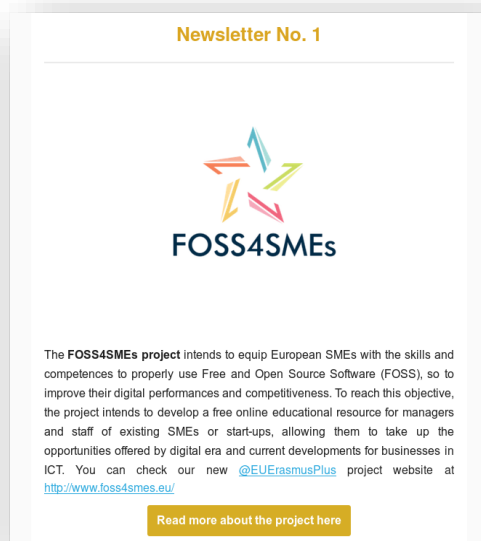 Newsletter No. 1
FOSS4SMEs
The FOSS4SMEs project intends to equip European SMEs with the skills and
competences to properly use Free and Open Source Software (FOSS), so to
improve their digital performances and competitiveness. To reach this objective,
the project intends to develop a free online educational resource for managers
and staff of existing SMEs or start-ups, allowing them to take up the
opportunities offered by digital era and current developments for businesses in
ICT. You can check our new @EUErasmusPlus project website at
http://www.foss4smes.eu/
Read more about the project here